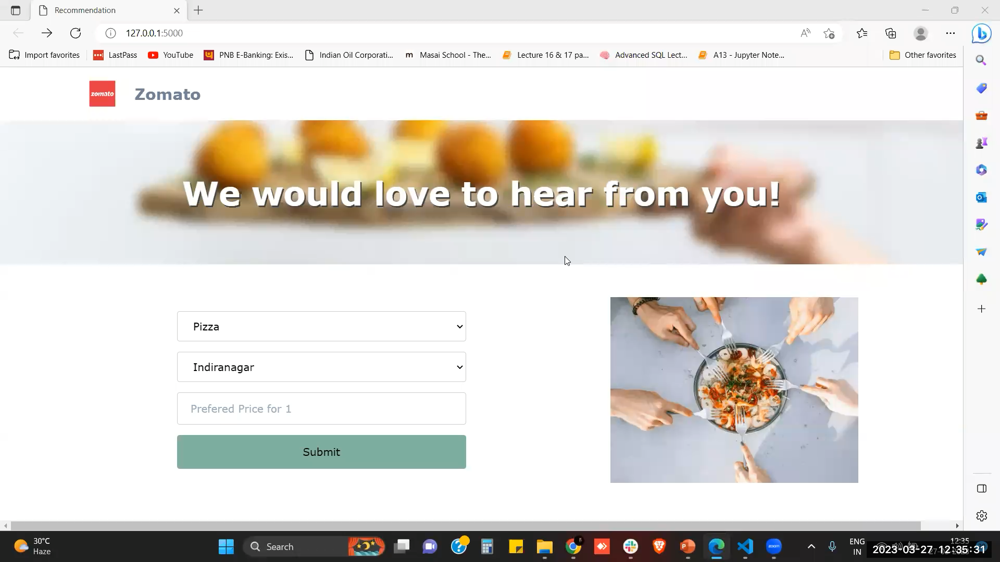 Recommendation
127.0.0.1:5000
Import favorites
LastPass
YouTube
PNB E-Banking: Exis...
Indian Oil Corporati...
Masai School - The...
Lecture 16 & 17 pa...
Advanced SQL Lect...
A13 - Jupyter Note...
Other favorites
zomato
Zomato
We would love to hear from you!
Pizza
Indiranagar
Prefered Price for 1
Submit
30°C
Haze
Search
zoom
ENG
IN
12:35
2023-03-27 12:35:31